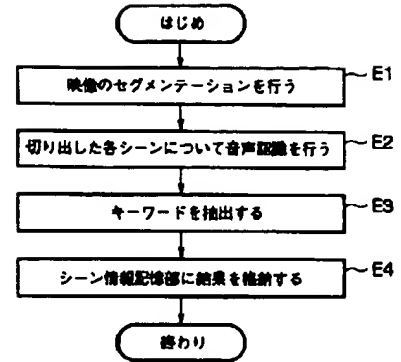 はじめ
映像のセグメンテーションを行う E1
切り出した各シーンについて音声認識を行う E2
キーワードを抽出する E3
シーン情報記憶部に結果を格納する E4
終わり